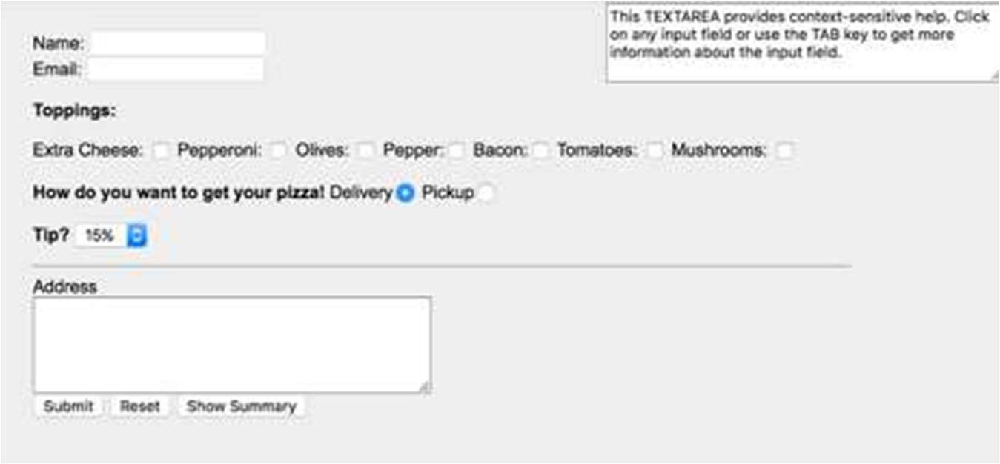 This TEXTAREA provides context-sensitive help. Click
on any input field or use the TAB key to get more
information about the input field.
Name:
Email:
Toppings:
Extra Cheese: Pepperoni: Olives: Pepper: Bacon: Tomatoes: Mushrooms:
How do you want to get your pizza! Delivery Pickup
Tip? 15%
Address
Submit Reset Show Summary